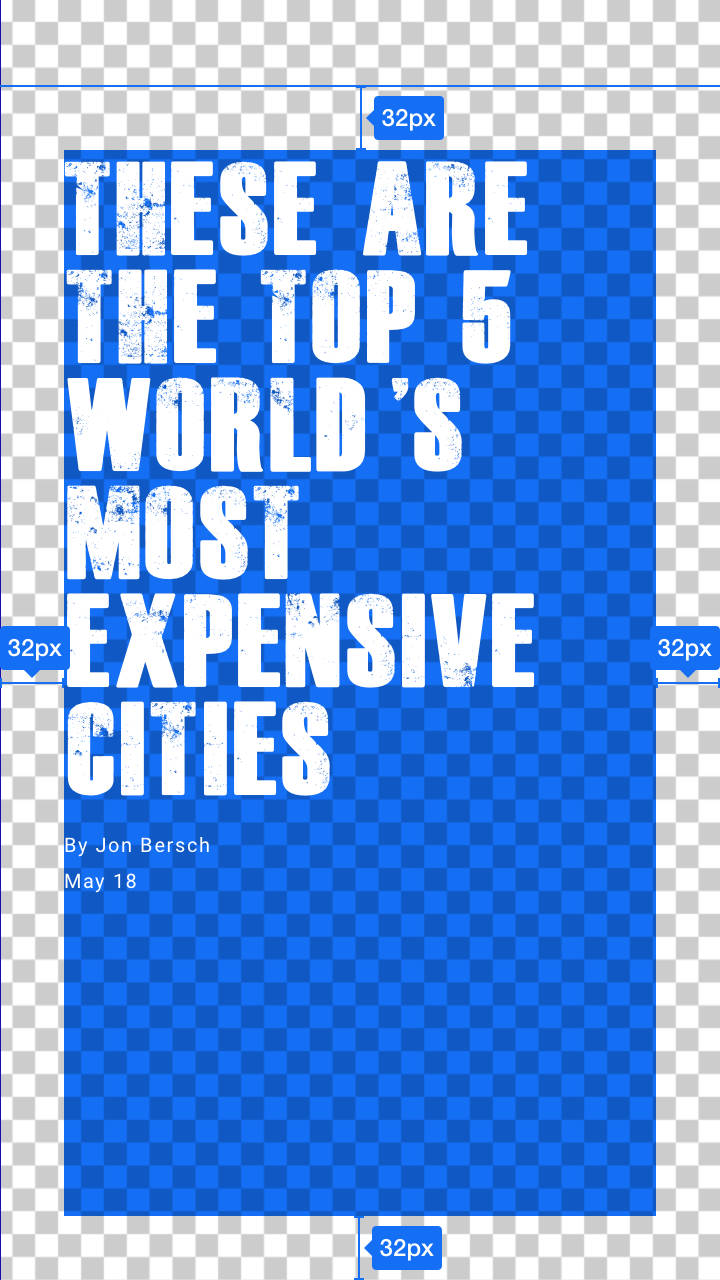 32px
THESE ARE
THE TOP 5
WORLD'S
MOST
EXPENSIVE
32px
32px
CITIES
By Jon Bersch
May 18
32px